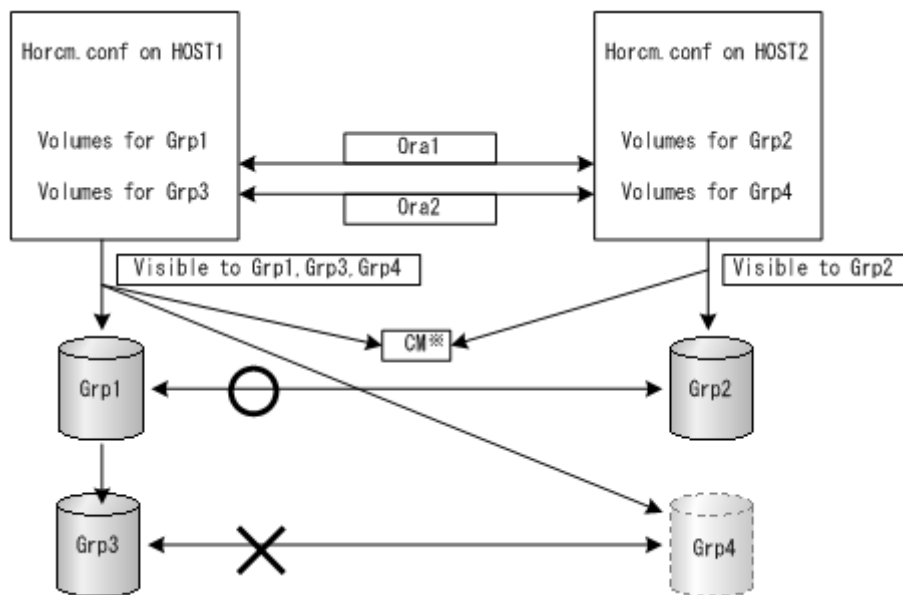 Horcm.conf on HOST1
Volumes for Grp1
Volumes for Grp3
Horcm.conf on HOST2
Volumes for Grp2
Volumes for Grp4
Ora1
Ora2
Visible to Grp1,Grp3,Grp4
Visible to Grp2
CM※
Grp1
Grp2
Grp3
Grp4